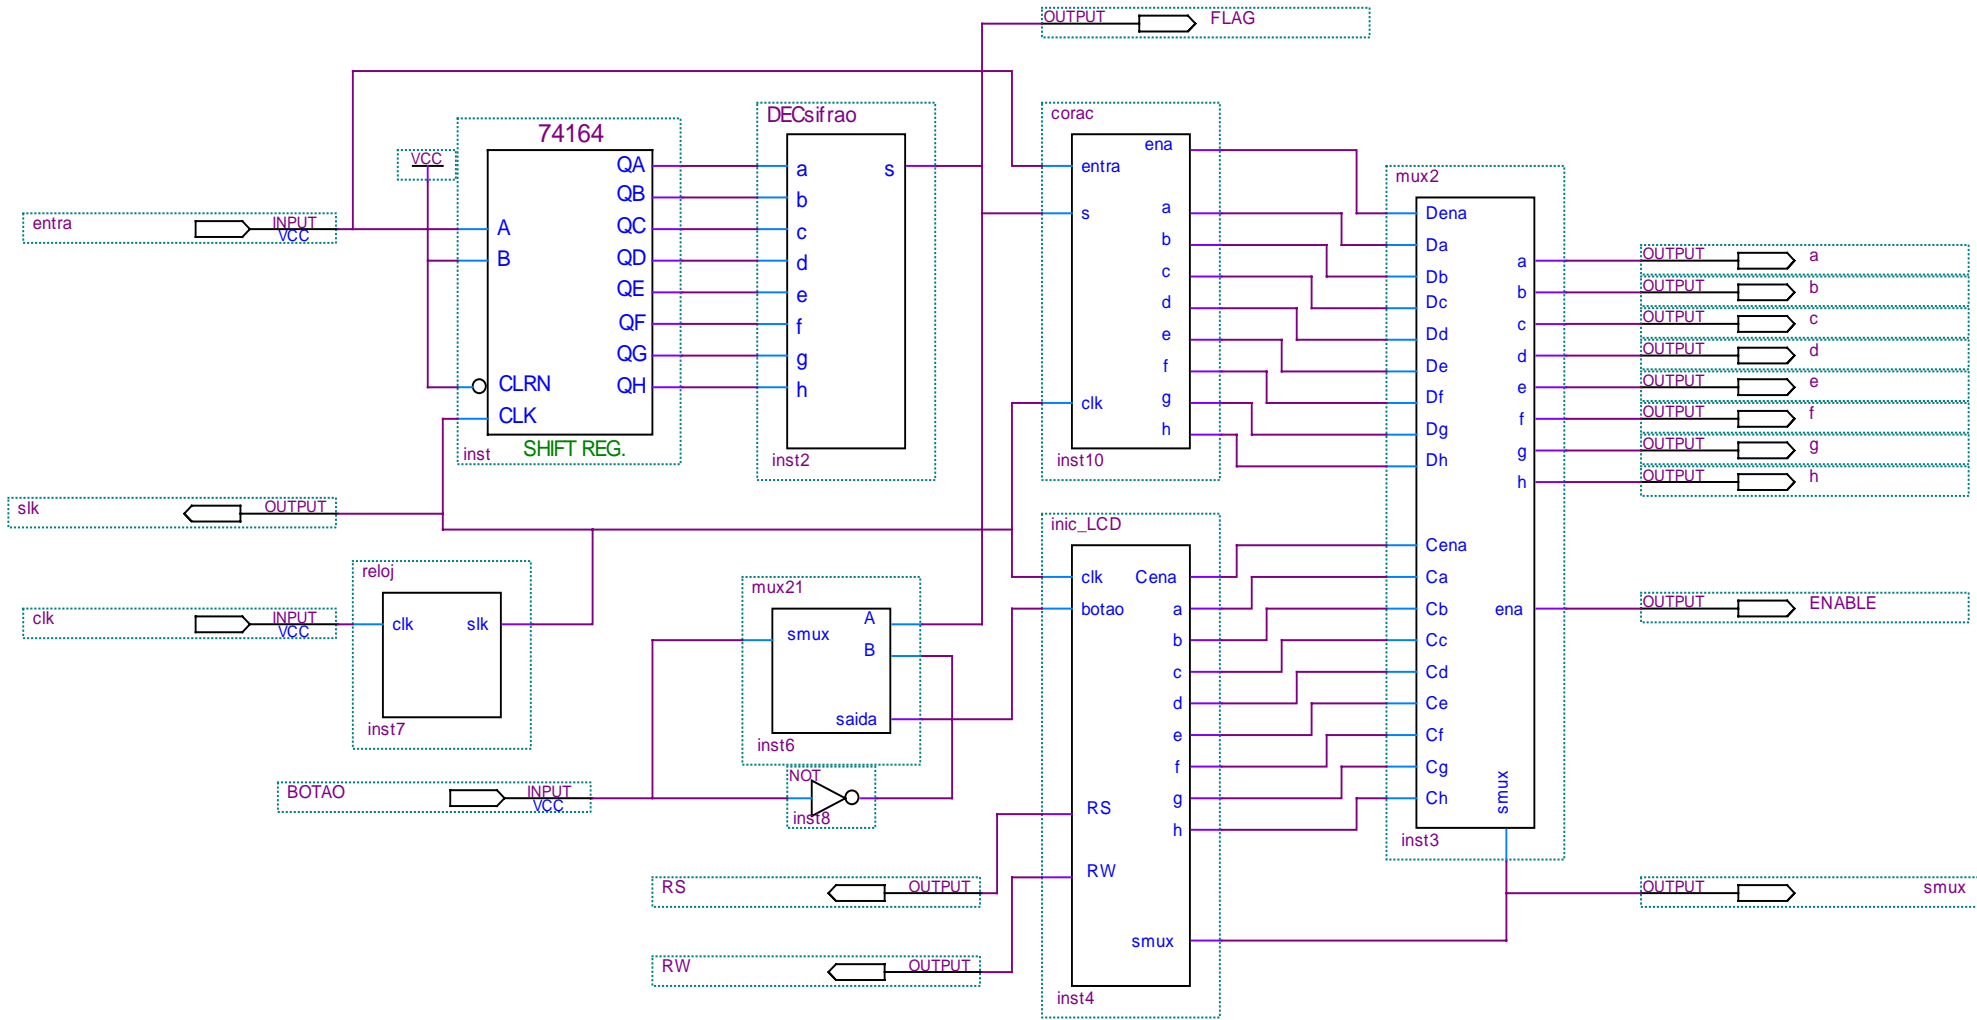 OUTPUT FLAG
entra INPUT VCC
VCC
74164
A QA
B QB
QC
QD
QE
QF
QG
CLRN QH
CLK
SHIFT REG.
inst
DECsifrao
a s
b
c
d
e
f
g
h
inst2
corac
ena
entra
s a
b
c
d
e
f
clk g
h
inst10
mux2
Dena
Da
Db
Dc
Dd
De
Df
Dg
Dh
Cena
Ca
Cb
Cc
Cd
Ce
Cf
Cg
Ch
a
b
c
d
e
f
g
h
ena
smux
inst3
OUTPUT a
OUTPUT b
OUTPUT c
OUTPUT d
OUTPUT e
OUTPUT f
OUTPUT g
OUTPUT h
OUTPUT ENABLE
OUTPUT smux
slk OUTPUT
clk INPUT VCC
reloj
clk slk
inst7
mux21
smux A
B
saida
inst6
BOTAO INPUT VCC
NOT
inst8
inic_LCD
clk Cena
botao a
b
c
d
e
f
g
RS h
RW
smux
inst4
RS OUTPUT
RW OUTPUT